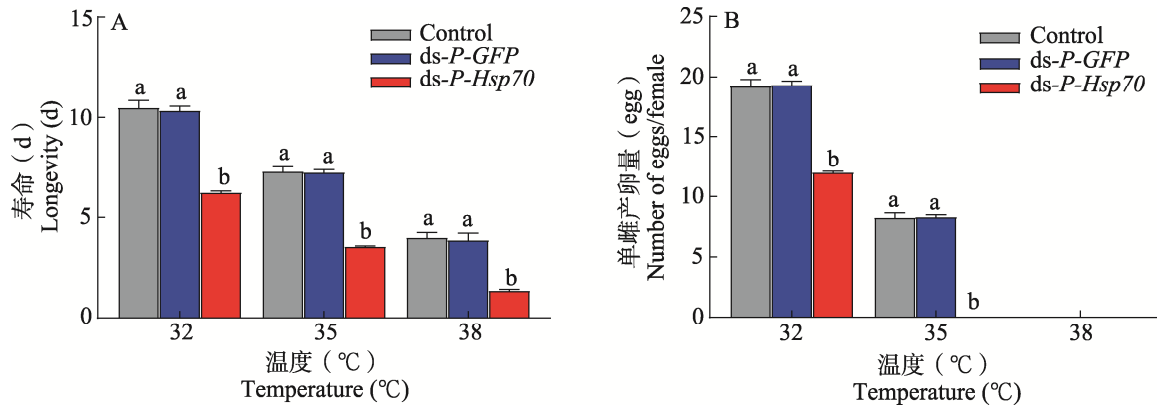 A
Control
ds-P-GFP
ds-P-Hsp70
15
10
5
0
寿命（d）
Longevity (d)
a
a
b
a
a
b
a
a
b
32
35
38
温度（℃）
Temperature (℃)
B
Control
ds-P-GFP
ds-P-Hsp70
25
20
15
10
5
0
单雌产卵量（egg）
Number of eggs/female
a
a
b
a
a
b
32
35
38
温度（℃）
Temperature (℃)